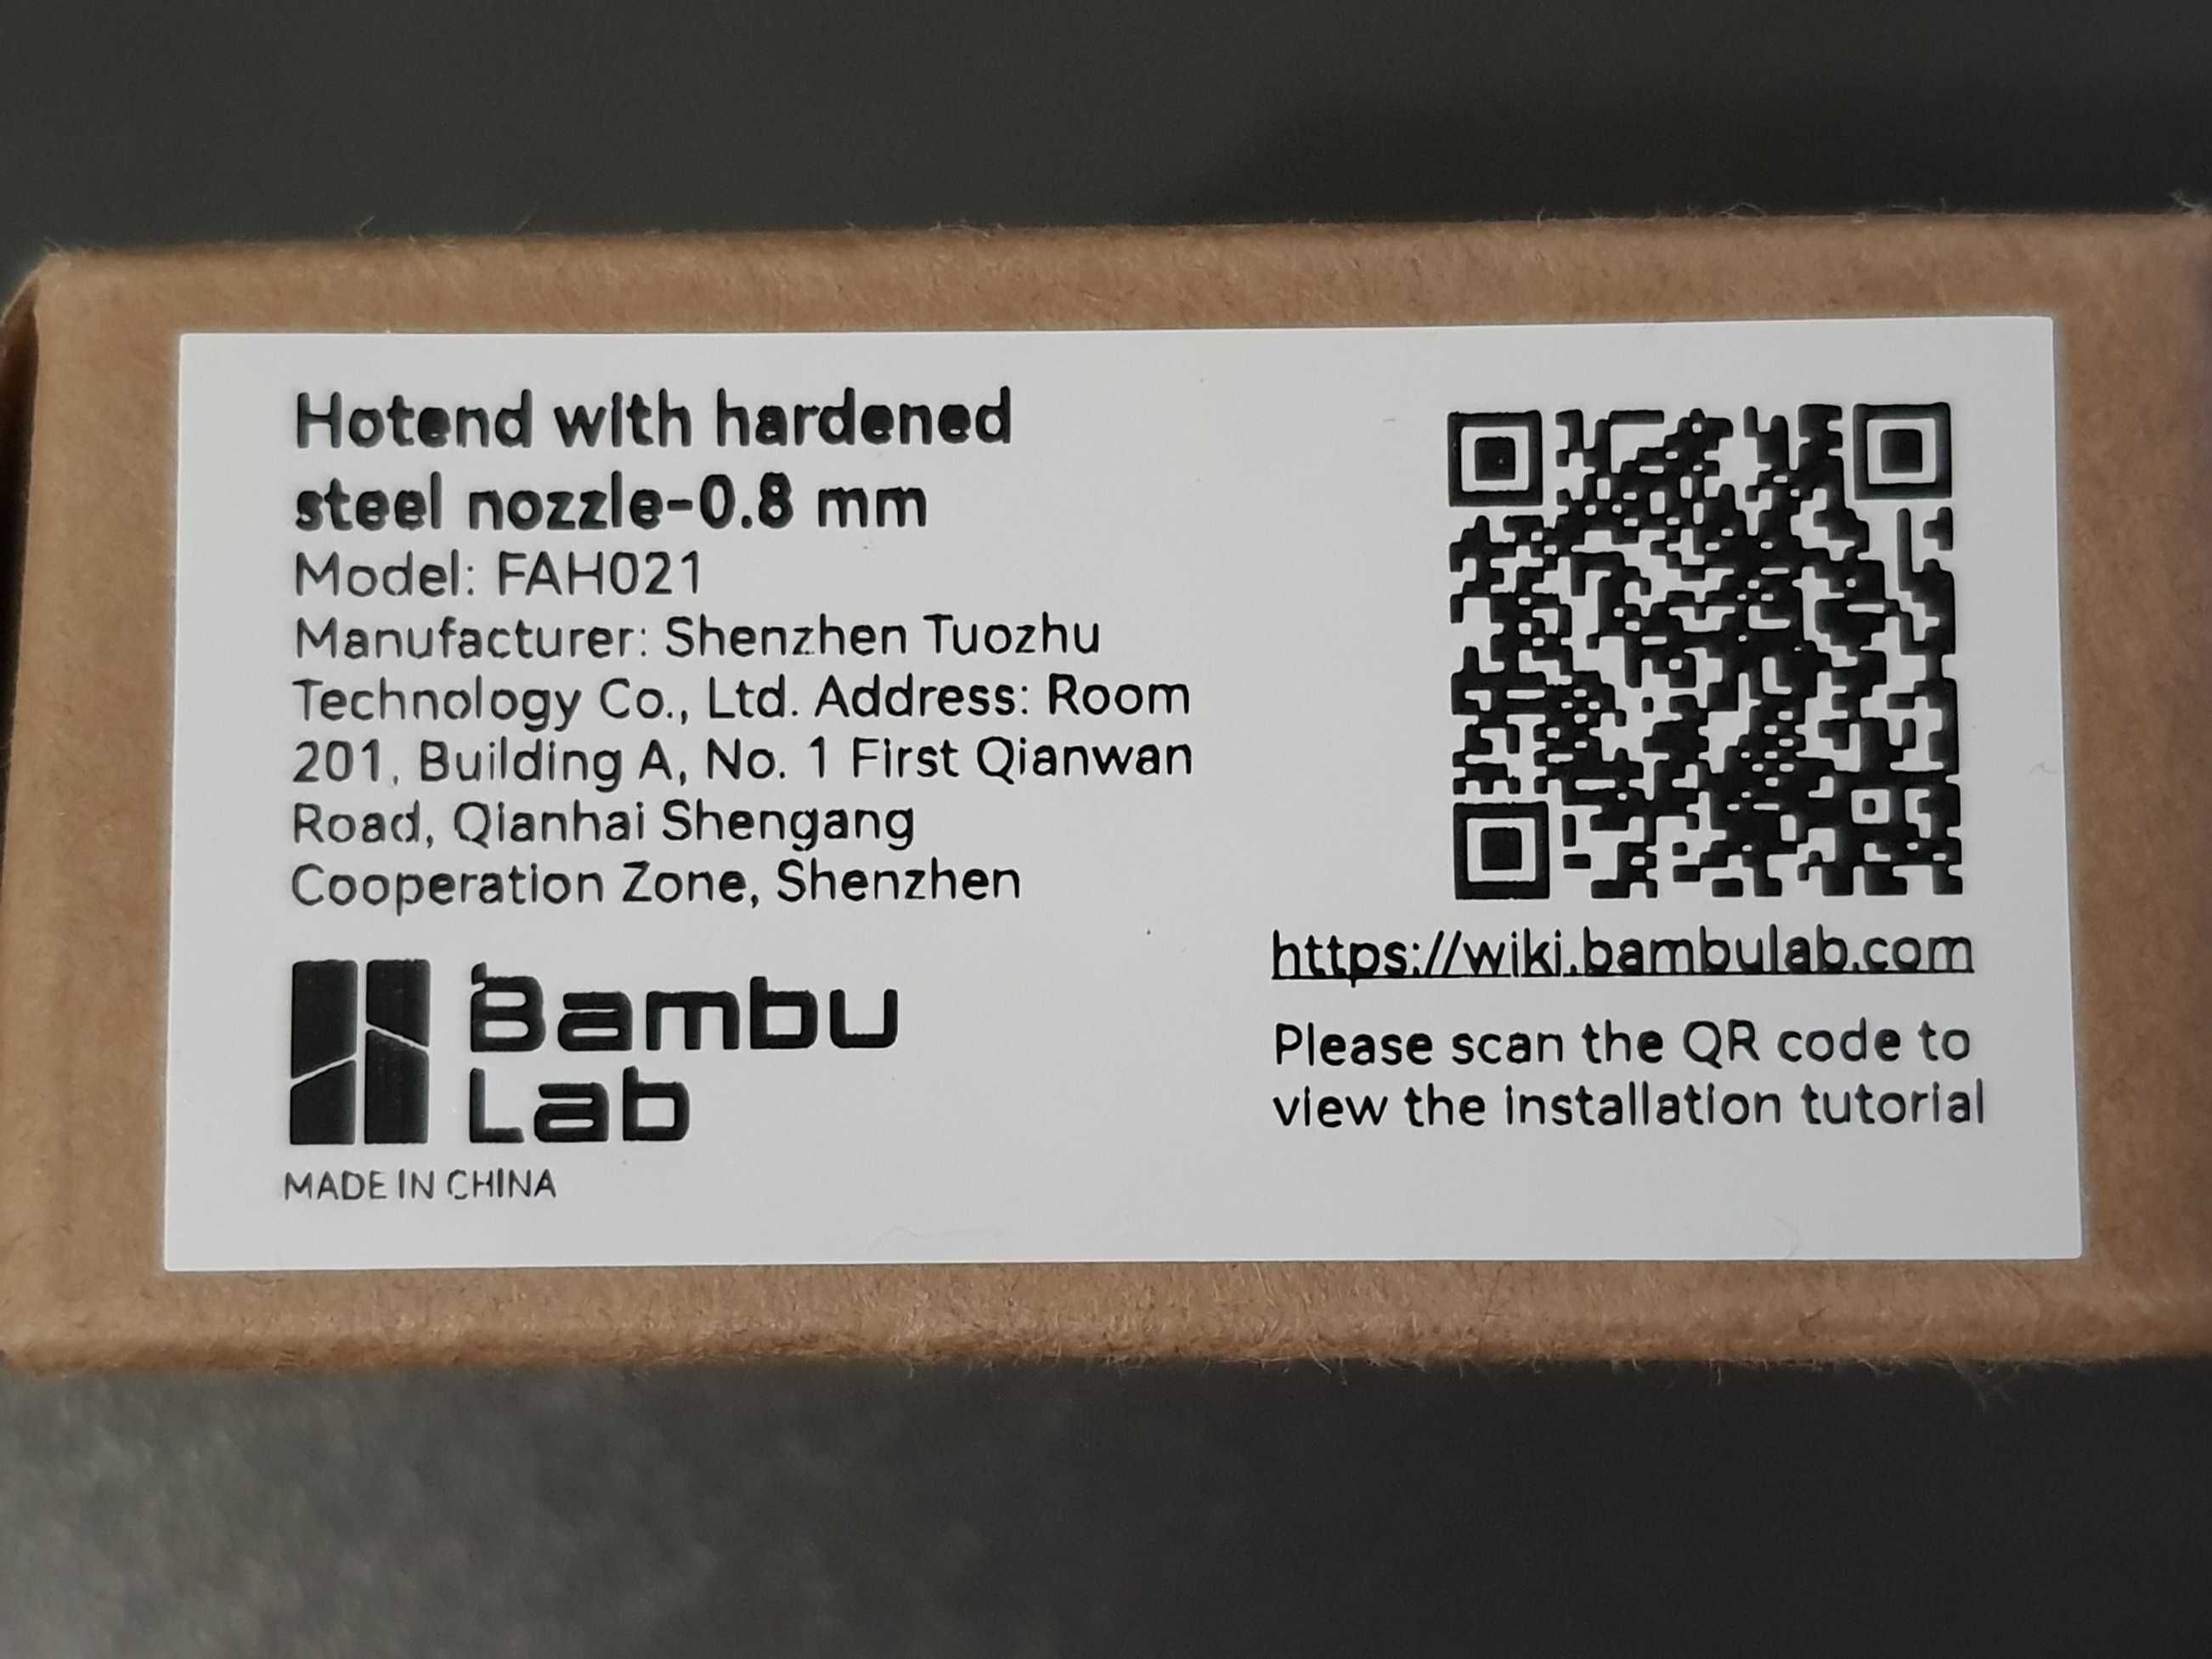 Hotend with hardened
steel nozzle-0.8 mm
Model: FAH021
Manufacturer: Shenzhen Tuozhu
Technology Co., Ltd. Address: Room
201, Building A, No. 1 First Qianwan
Road, Qianhai Shengang
Cooperation Zone, Shenzhen
Bambu
Lab
MADE IN CHINA
https://wiki.bambulab.com
Please scan the QR code to
view the installation tutorial